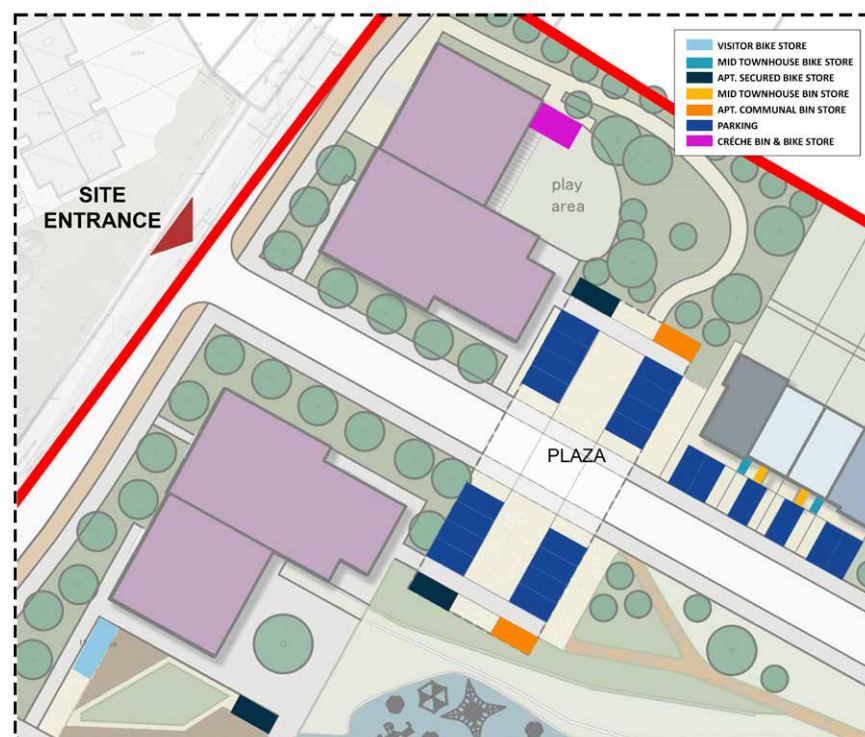 VISITOR BIKE STORE
MID TOWNHOUSE BIKE STORE
APT. SECURED BIKE STORE
MID TOWNHOUSE BIN STORE
APT. COMMUNAL BIN STORE
PARKING
CRÉCHE BIN & BIKE STORE
SITE
ENTRANCE
play
area
PLAZA